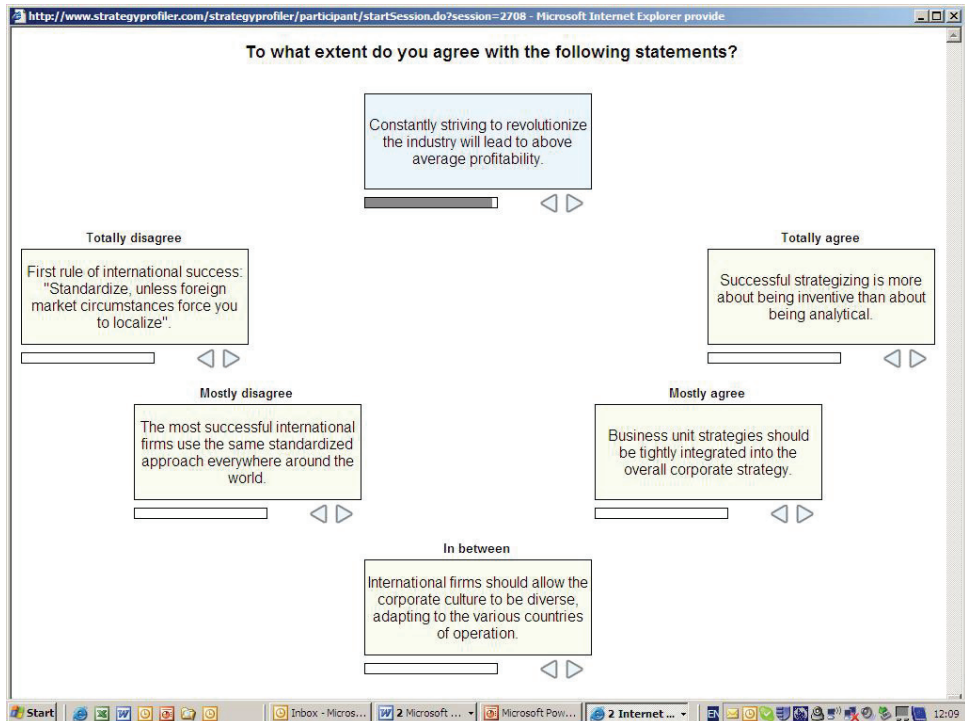 http://www.strategyprofiler.com/strategyprofiler/participant/startSession.do?session=2708 - Microsoft Internet Explorer provide
To what extent do you agree with the following statements?
Constantly striving to revolutionize
the industry will lead to above
average profitability.
Totally disagree
First rule of international success:
"Standardize, unless foreign
market circumstances force you
to localize".
Totally agree
Successful strategizing is more
about being inventive than about
being analytical.
Mostly disagree
The most successful international
firms use the same standardized
approach everywhere around the
world.
Mostly agree
Business unit strategies should
be tightly integrated into the
overall corporate strategy.
In between
International firms should allow the
corporate culture to be diverse,
adapting to the various countries
of operation.
Start
Inbox - Micros...
2 Microsoft ...
Microsoft Pow...
2 Internet ...
EN
12:09